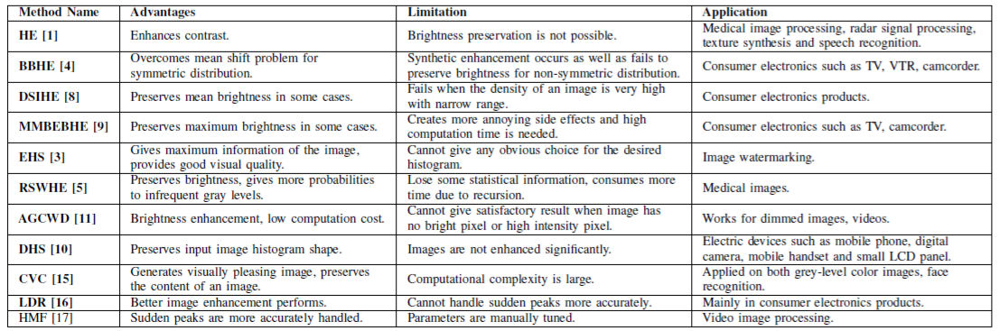 Method Name Advantages Limitation Application
HE [1] Enhances contrast. Brightness preservation is not possible. Medical image processing, radar signal processing,
texture synthesis and speech recognition.
BBHE [4] Overcomes mean shift problem for
symmetric distribution.
Synthetic enhancement occurs as well as fails to
preserve brightness for non-symmetric distribution.
Consumer electronics such as TV, VTR, camcorder.
DSIHE [8] Preserves mean brightness in some cases.
Fails when the density of an image is very high
with narrow range.
Consumer electronics products.
MMBEBHE [9] Preserves maximum brightness in some cases.
Creates more annoying side effects and high
computation time is needed.
Consumer electronics such as TV, camcorder.
EHS [3] Gives maximum information of the image,
provides good visual quality.
Cannot give any obvious choice for the desired
histogram.
Image watermarking.
RSWHE [5] Preserves brightness, gives more probabilities
to infrequent gray levels.
Lose some statistical information, consumes more
time due to recursion.
Medical images.
AGCWD [11] Brightness enhancement, low computation cost.
Cannot give satisfactory result when image has
no bright pixel or high intensity pixel.
Works for dimmed images, videos.
DHS [10] Preserves input image histogram shape. Images are not enhanced significantly.
Electric devices such as mobile phone, digital
camera, mobile handset and small LCD panel.
CVC [15] Generates visually pleasing image, preserves
the content of an image.
Computational complexity is large.
Applied on both grey-level color images, face
recognition.
LDR [16] Better image enhancement performs. Cannot handle sudden peaks more accurately. Mainly in consumer electronics products.
HMF [17] Sudden peaks are more accurately handled. Parameters are manually tuned. Video image processing.